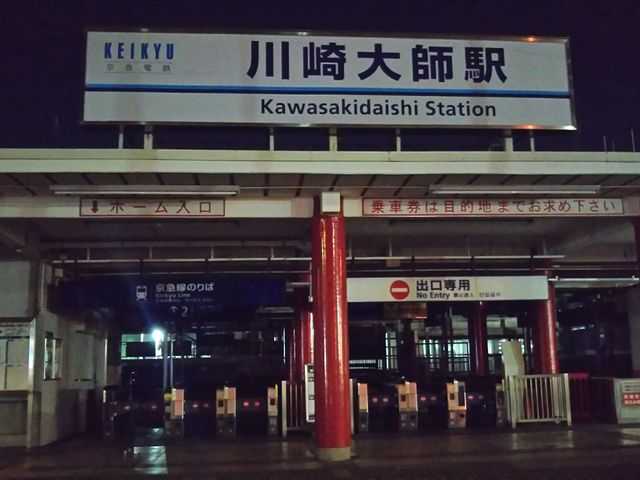 KEIKYU
京急電鉄
川崎大師駅
Kawasakidaishi Station
↓ホーム入口
乗車券は目的地までお求め下さい
京急線のりば
Keikyu Line
↑2
出口専用
No Entry